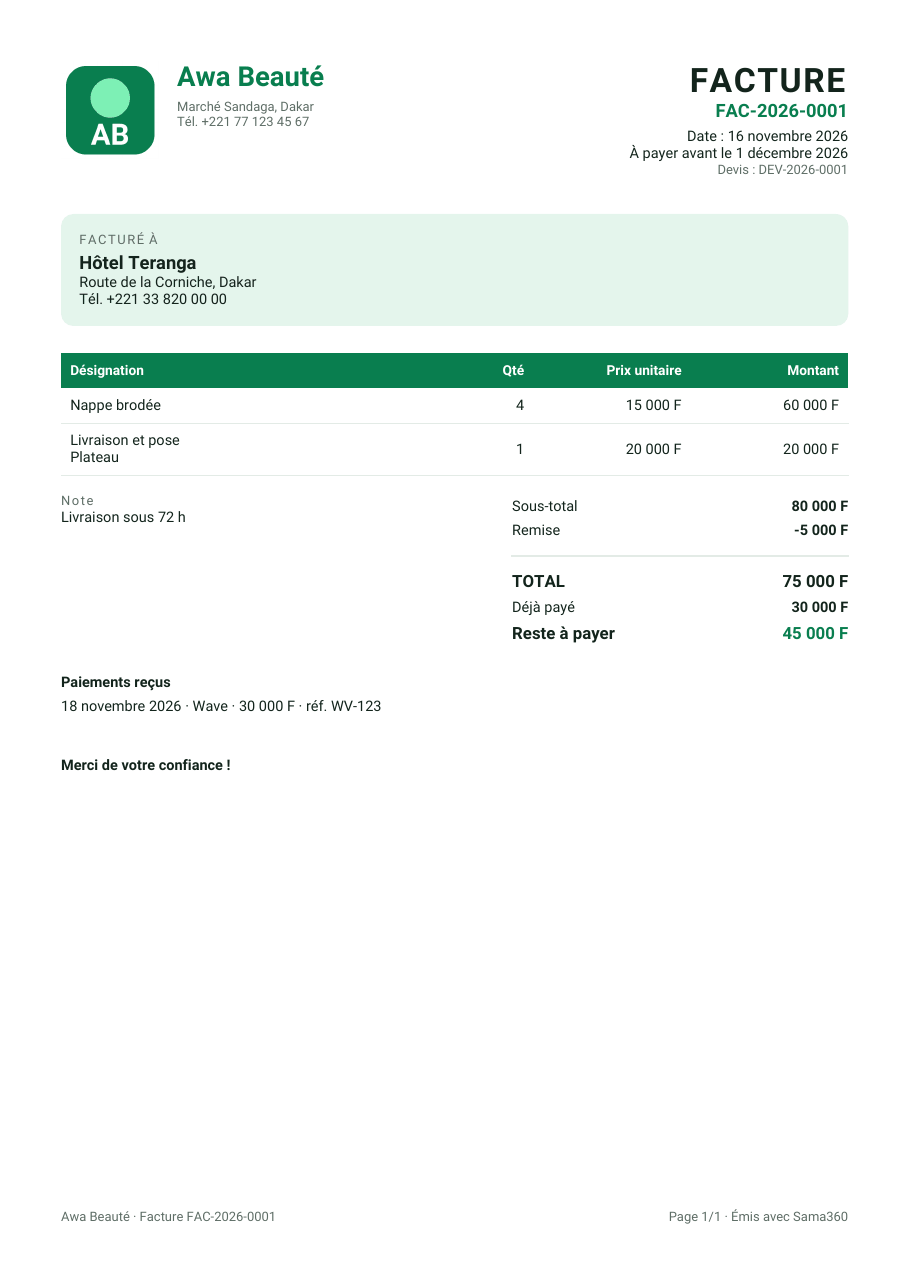 AB
Awa Beauté
Marché Sandaga, Dakar
Tél. +221 77 123 45 67
FACTURE
FAC-2026-0001
Date : 16 novembre 2026
À payer avant le 1 décembre 2026
Devis : DEV-2026-0001
FACTURÉ À
Hôtel Teranga
Route de la Corniche, Dakar
Tél. +221 33 820 00 00
Désignation Qté Prix unitaire Montant
Nappe brodée 4 15 000 F 60 000 F
Livraison et pose
Plateau 1 20 000 F 20 000 F
Note
Livraison sous 72 h
Sous-total 80 000 F
Remise -5 000 F
TOTAL 75 000 F
Déjà payé 30 000 F
Reste à payer 45 000 F
Paiements reçus
18 novembre 2026 · Wave · 30 000 F · réf. WV-123
Merci de votre confiance !
Awa Beauté · Facture FAC-2026-0001 Page 1/1 · Émis avec Sama360